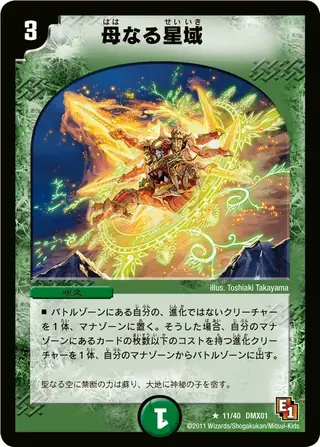 3
はは せいいき
母なる星域
illus. Toshiaki Takayama
呪文
■ バトルゾーンにある自分の、進化ではないクリーチャ
ーを1体、マナゾーンに置く。そうした場合、自分のマナ
ゾーンにあるカードの枚数以下のコストを持つ進化クリ
ーチャーを1体、自分のマナゾーンからバトルゾーンに出す。
聖なる空に禁断の力は蘇り、大地に神秘の子を宿す。
1
★ 11/40 DMX01
©2011 Wizards/Shogakukan/Mitsui-Kids
E1